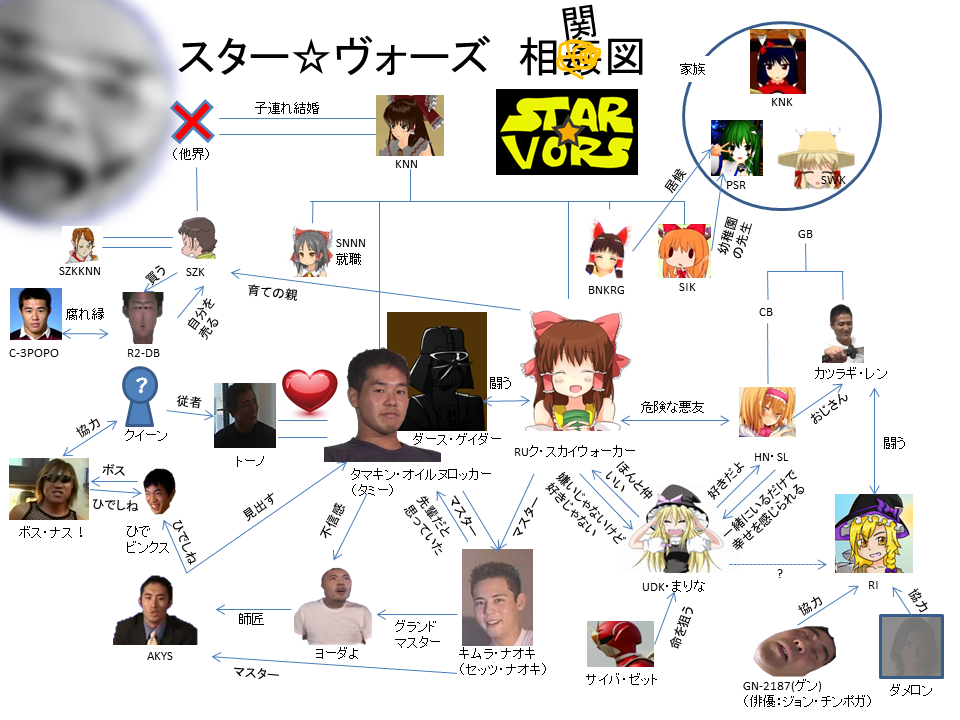 関
スター☆ヴォーズ 相姦図
家族
子連れ結婚
STAR
VORS
KNK
KNN
(他界)
居候
PSR
SWK
幼稚園
の先生
GB
SZKKNN
SZK
SNNN
就職
BNKRG
SIK
買う
育ての親
自分を
売る
CB
腐れ縁
C-3POPO
R2-DB
カツラギ・レン
?
従者
闘う
危険な悪友
おじさん
クイーン
協力
トーノ
ダース・ゲイダー
RUク・スカイウォーカー
HN・SL
闘う
ボス
ひでしね
タマキン・オイルヌロッカー
(タミー)
ボス・ナス!
ひで
ビンクス
ひでしね
見出す
不信感
先輩だと
思っていた
マスター
マスター
嫌いじゃないけど
好きじゃない
ほんと仲
いい
好きだよ
一緒にいるだけで
幸せを感じられる
UDK・まりな
?
RI
師匠
グランド
マスター
AKYS
ヨーダよ
キムラ・ナオキ
(セッツ・ナオキ)
マスター
命を狙う
サイバ・ゼット
協力
協力
GN-2187(ゲン)
(俳優:ジョン・チンポガ)
ダメロン